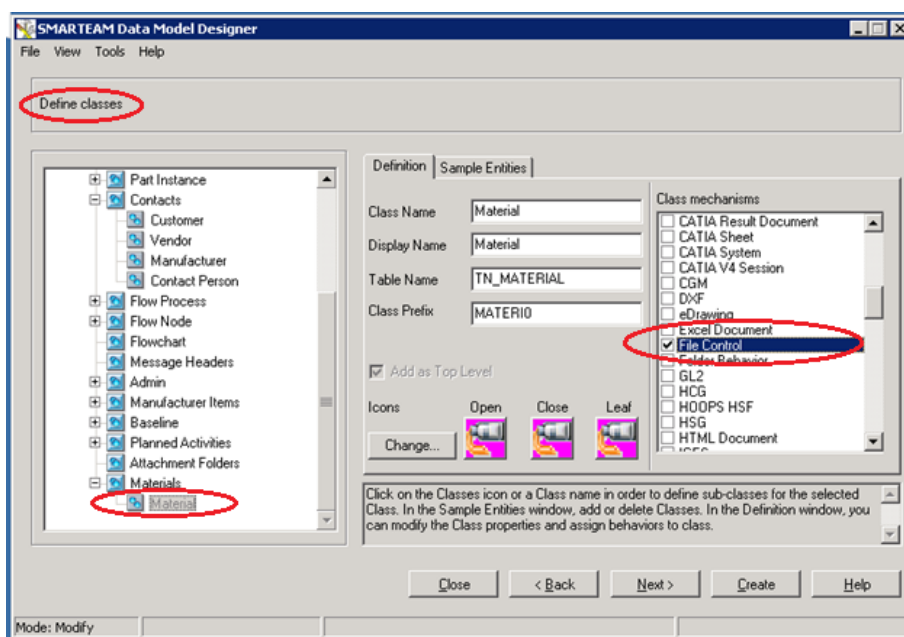 SMARTEAM Data Model Designer
File View Tools Help
Define classes
Part Instance
Contacts
Customer
Vendor
Manufacturer
Contact Person
Flow Process
Flow Node
Flowchart
Message Headers
Admin
Manufacturer Items
Baseline
Planned Activities
Attachment Folders
Materials
Material
Definition
Sample Entities
Class Name
Material
Display Name
Material
Table Name
TN_MATERIAL
Class Prefix
MATERI0
Add as Top Level
Icons
Open
Close
Leaf
Change...
Class mechanisms
CATIA Result Document
CATIA Sheet
CATIA System
CATIA V4 Session
CGM
DXF
eDrawing
Excel Document
File Control
Folder Behavior
GL2
HCG
HOOPS HSF
HSG
HTML Document
Click on the Classes icon or a Class name in order to define sub-classes for the selected
Class. In the Sample Entities window, add or delete Classes. In the Definition window, you
can modify the Class properties and assign behaviors to class.
Close
< Back
Next >
Create
Help
Mode: Modify